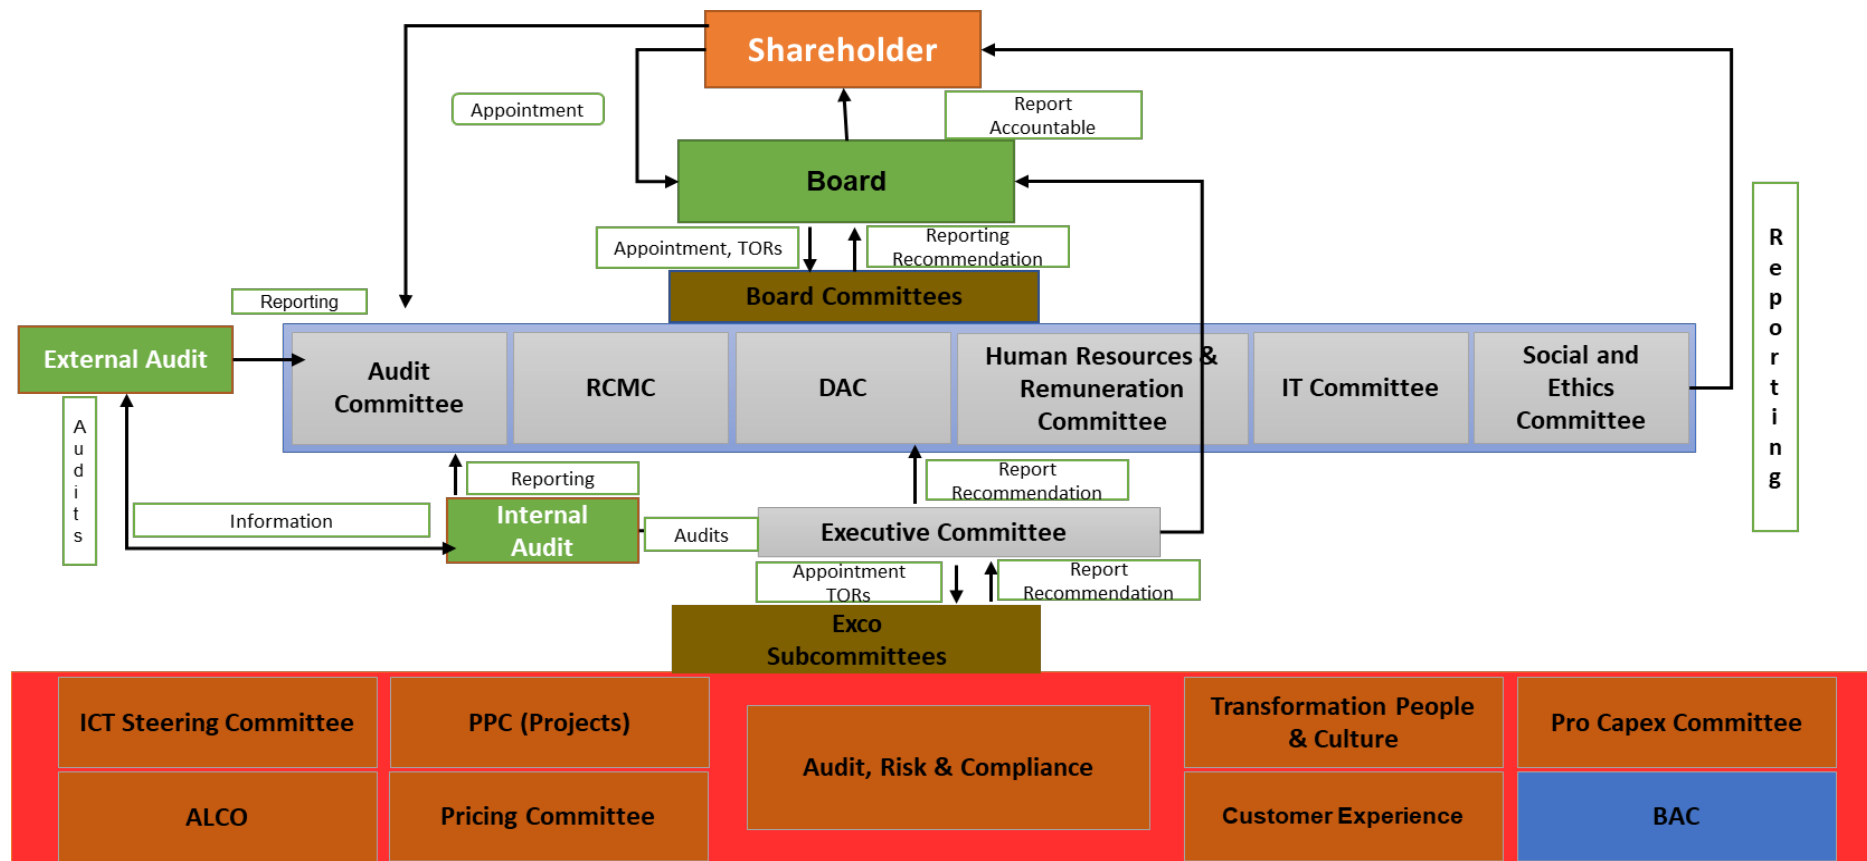 Shareholder
Appointment
Report
Accountable
Board
Appointment, TORs
Reporting
Recommendation
Board Committees
Reporting
External Audit
Audit
Committee
RCMC
DAC
Human Resources &
Remuneration
Committee
IT Committee
Social and
Ethics
Committee
Reporting
Audits
Information
Reporting
Internal
Audit
Audits
Report
Recommendation
Executive Committee
Appointment
TORs
Report
Recommendation
Exco
Subcommittees
ICT Steering Committee
PPC (Projects)
Audit, Risk & Compliance
Transformation People
& Culture
Pro Capex Committee
ALCO
Pricing Committee
Customer Experience
BAC